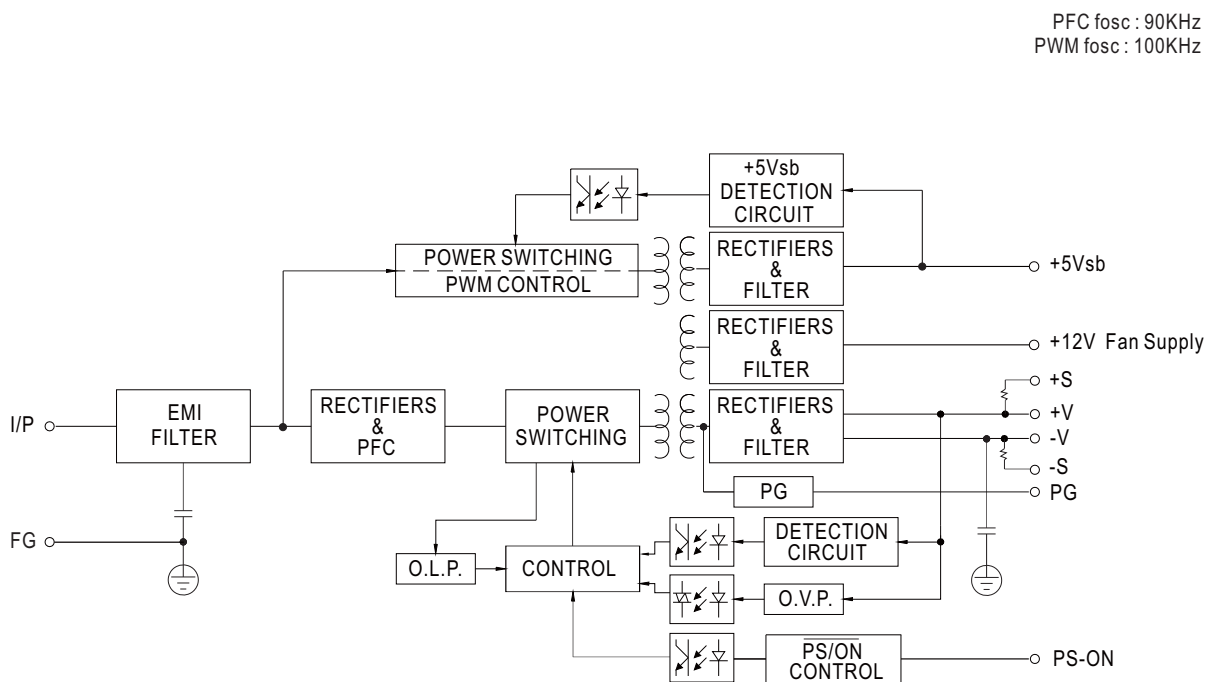 PFC fosc : 90KHz
PWM fosc : 100KHz
+5Vsb
DETECTION
CIRCUIT
POWER SWITCHING
PWM CONTROL
RECTIFIERS
&
FILTER
+5Vsb
RECTIFIERS
&
FILTER
+12V Fan Supply
I/P
EMI
FILTER
RECTIFIERS
&
PFC
POWER
SWITCHING
RECTIFIERS
&
FILTER
+S
+V
-V
-S
PG
PG
FG
O.L.P.
CONTROL
DETECTION
CIRCUIT
O.V.P.
PS/ON
CONTROL
PS-ON